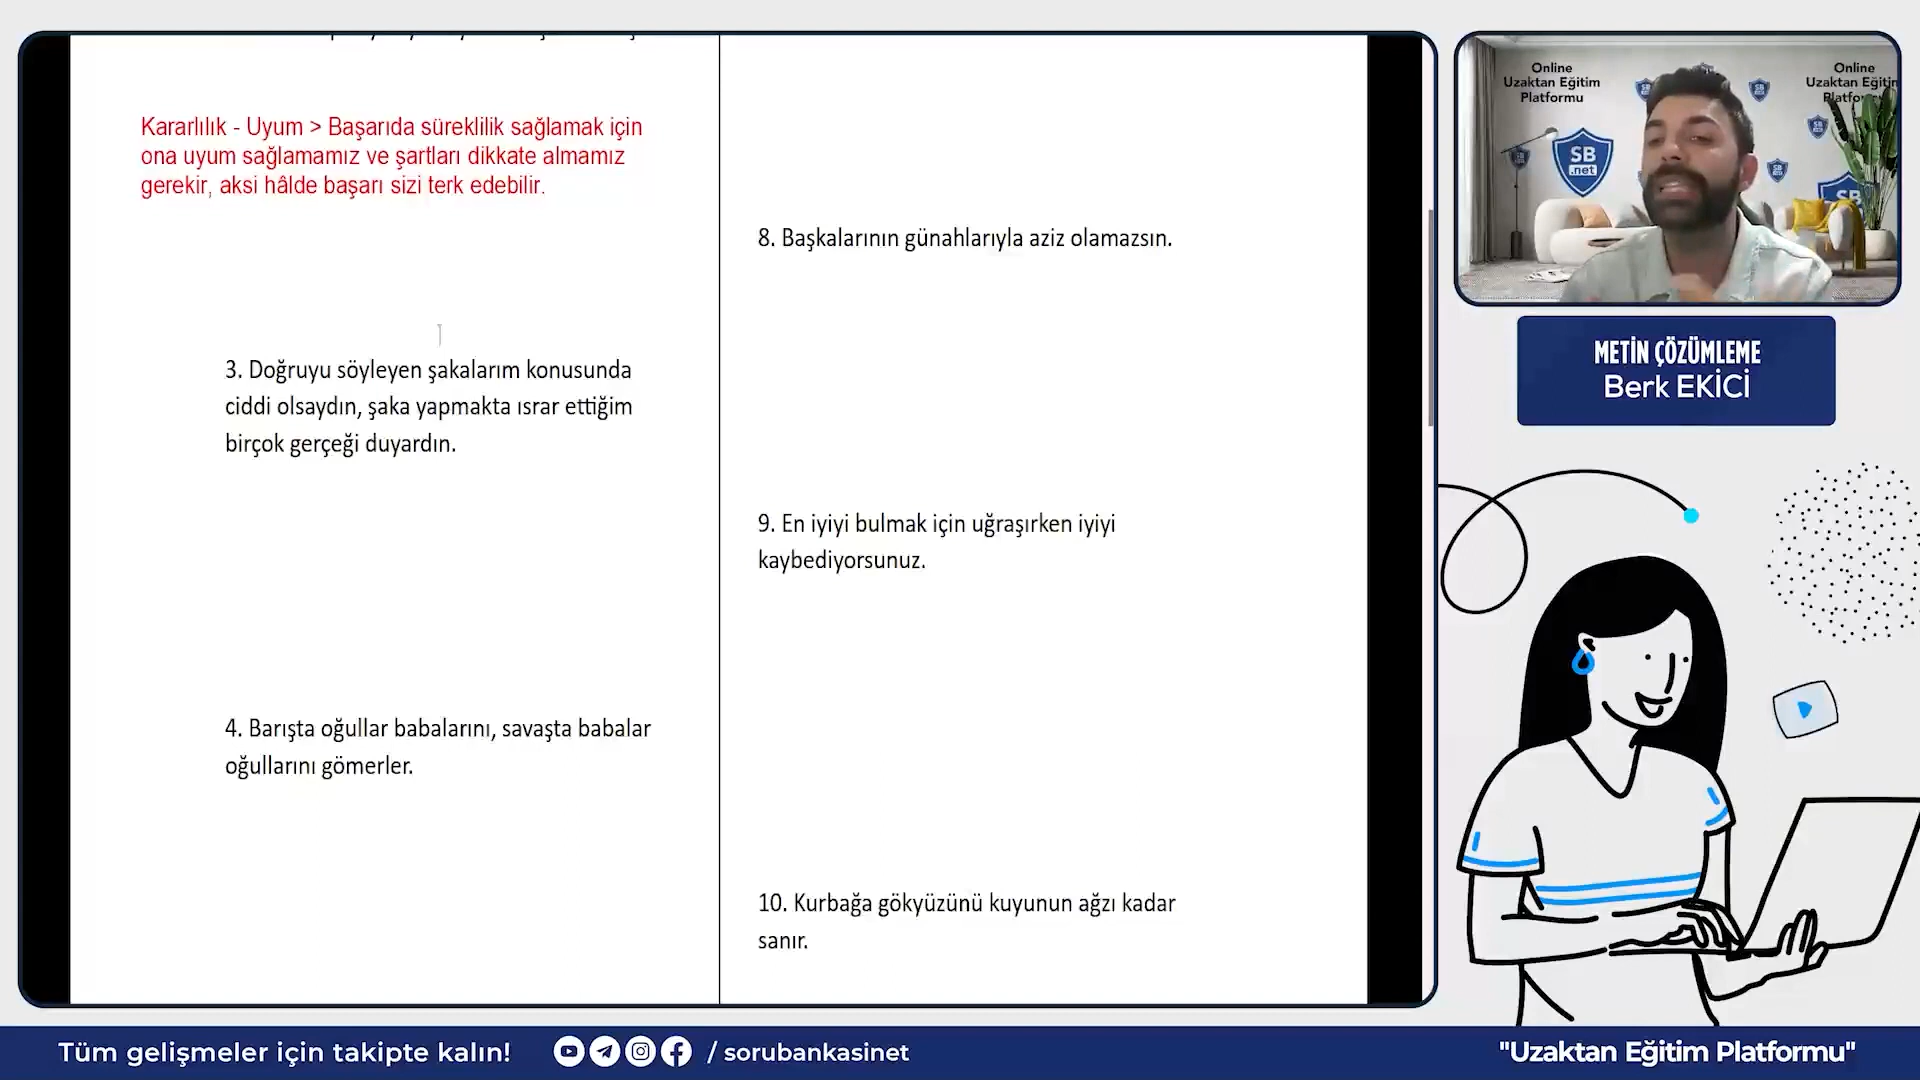 Kararlılık - Uyum > Başarıda süreklilik sağlamak için
ona uyum sağlamamız ve şartları dikkate almamız
gerekir, aksi hâlde başarı sizi terk edebilir.
3. Doğruyu söyleyen şakalarım konusunda
ciddi olsaydın, şaka yapmakta ısrar ettiğim
birçok gerçeği duyardın.
4. Barışta oğullar babalarını, savaşta babalar
oğullarını gömerler.
8. Başkalarının günahlarıyla aziz olamazsın.
9. En iyiyi bulmak için uğraşırken iyiyi
kaybediyorsunuz.
10. Kurbağa gökyüzünü kuyunun ağzı kadar
sanır.
Online
Uzaktan Eğitim
Platformu
SB
.net
Online
Uzaktan Eğitim
SB
METİN ÇÖZÜMLEME
Berk EKİCİ
Tüm gelişmeler için takipte kalın!
/ sorubankasinet
"Uzaktan Eğitim Platformu"